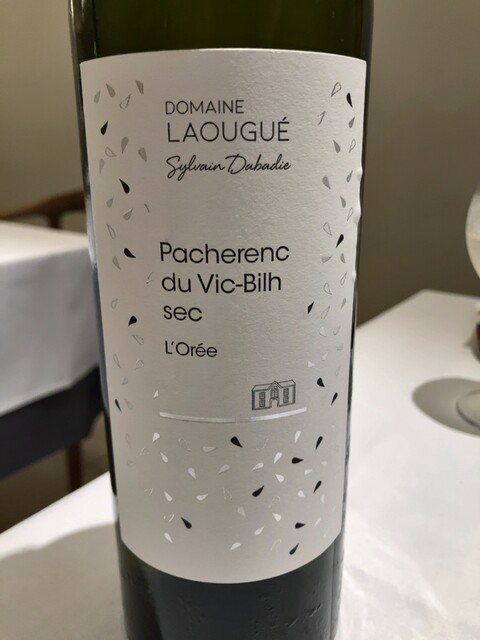 DOMAINE
LAOUGUÉ
Sylvain Dabadie
Pacherenc
du Vic-Bilh
sec
L'Orée